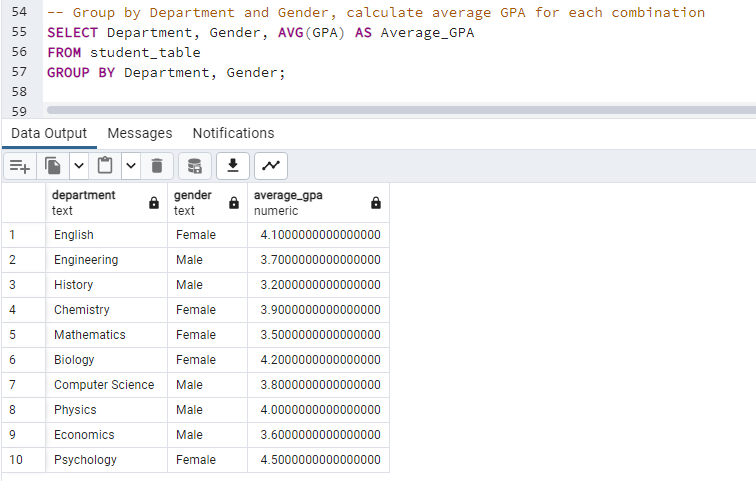 54 -- Group by Department and Gender, calculate average GPA for each combination
55 SELECT Department, Gender, AVG(GPA) AS Average_GPA
56 FROM student_table
57 GROUP BY Department, Gender;
58
59
Data Output Messages Notifications
department gender average_gpa
text text numeric
1 English Female 4.1000000000000000
2 Engineering Male 3.7000000000000000
3 History Male 3.2000000000000000
4 Chemistry Female 3.9000000000000000
5 Mathematics Female 3.5000000000000000
6 Biology Female 4.2000000000000000
7 Computer Science Male 3.8000000000000000
8 Physics Male 4.0000000000000000
9 Economics Male 3.6000000000000000
10 Psychology Female 4.5000000000000000